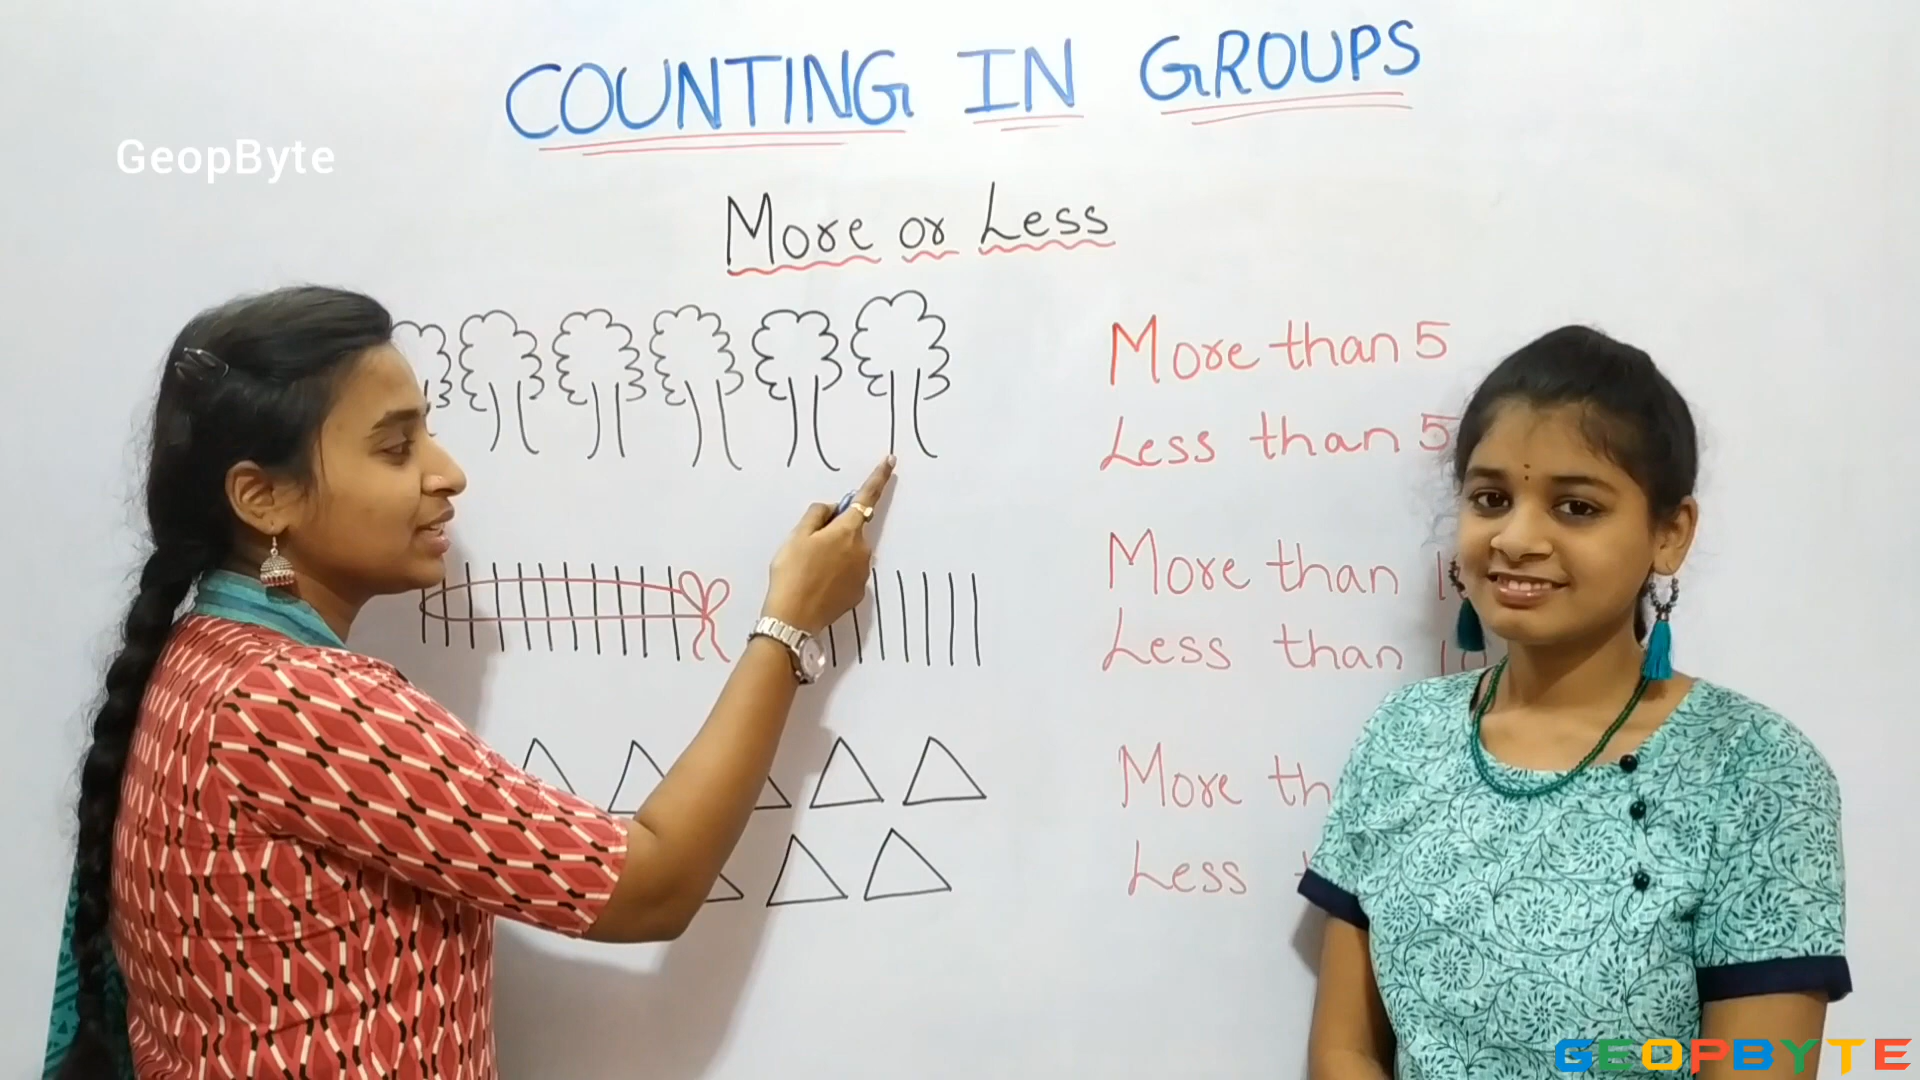 COUNTING IN GROUPS
GeopByte
More or Less
More than 5
Less than 5
More than
Less than 10
More
Less
GEOPBYTE